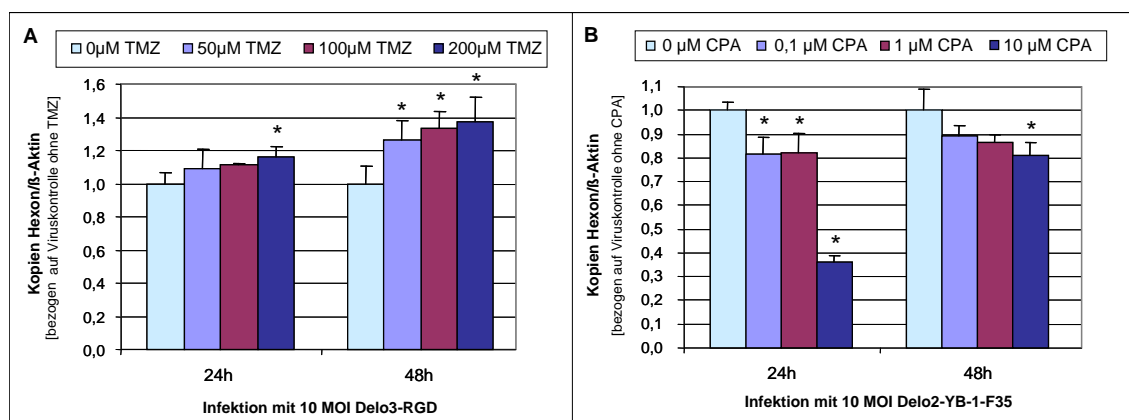 A
0µM TMZ 50µM TMZ 100µM TMZ 200µM TMZ
Kopien Hexon/ß-Aktin
[bezogen auf Viruskontrolle ohne TMZ]
1,6
1,4
1,2
1,0
0,8
0,6
0,4
0,2
0,0
* * * *
24h 48h
Infektion mit 10 MOI Delo3-RGD
B
0 µM CPA 0,1 µM CPA 1 µM CPA 10 µM CPA
Kopien Hexon/ß-Aktin
[bezogen auf Viruskontrolle ohne CPA]
1,1
1,0
0,9
0,8
0,7
0,6
0,5
0,4
0,3
0,2
0,1
0,0
* * * *
24h 48h
Infektion mit 10 MOI Delo2-YB-1-F35